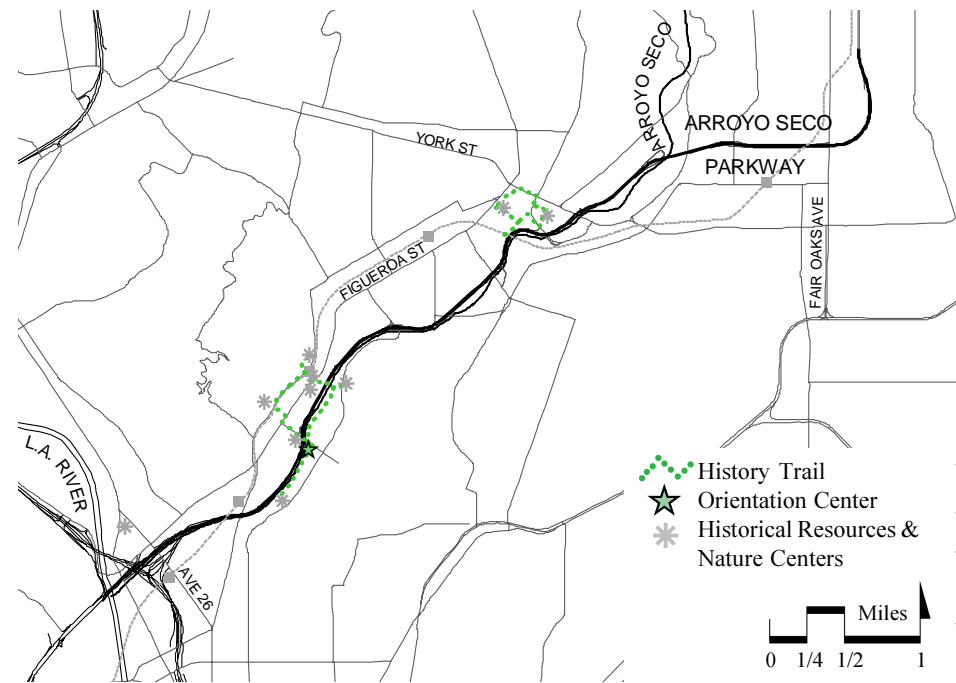 ARROYO SECO
ARROYO SECO
PARKWAY
YORK ST
FIGUEROA ST
FAIR OAKS AVE
L.A. RIVER
AVE 26
History Trail
Orientation Center
Historical Resources &
Nature Centers
Miles
0 1/4 1/2 1